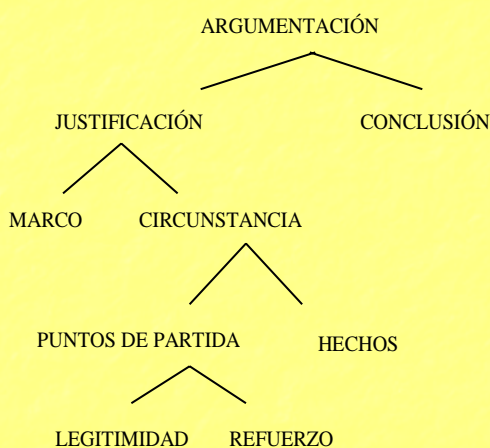 ARGUMENTACIÓN
JUSTIFICACIÓN CONCLUSIÓN
MARCO CIRCUNSTANCIA
PUNTOS DE PARTIDA HECHOS
LEGITIMIDAD REFUERZO